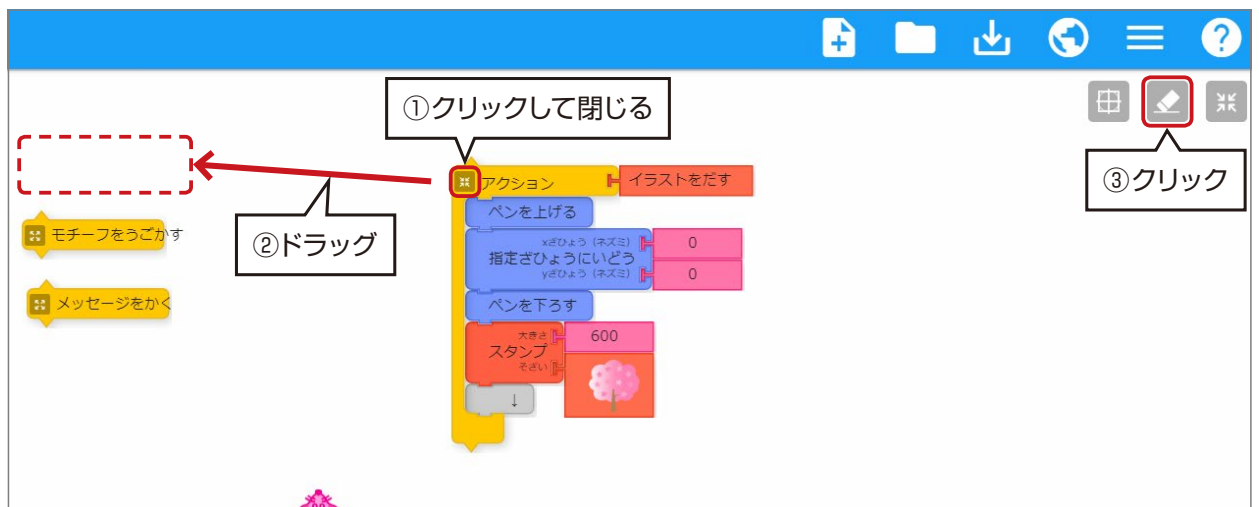 ①クリックして閉じる
③クリック
②ドラッグ
モチーフをうごかす
メッセージをかく
アクション
イラストをだす
ペンを上げる
xざひょう（ネズミ）
0
指定ざひょうにいどう
yざひょう（ネズミ）
0
ペンを下ろす
大きさ
600
スタンプ
そざい
↓